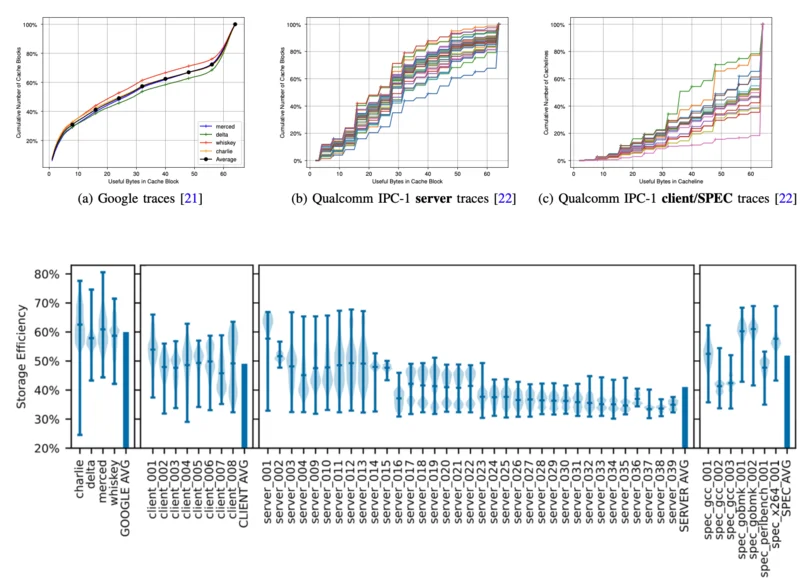 100%
80%
60%
40%
20%
Cumulative Number of Cache Blocks
merced
delta
whiskey
charlie
Average
0 10 20 30 40 50 60
Useful Bytes in Cache Block
(a) Google traces [21]
100%
80%
60%
40%
20%
0%
Cumulative Number of Cache Blocks
0 10 20 30 40 50 60
Useful Bytes in Cache Block
(b) Qualcomm IPC-1 server traces [22]
100%
80%
60%
40%
20%
0%
Cumulative Number of Cachelines
0 10 20 30 40 50 60
Useful Bytes in Cacheline
(c) Qualcomm IPC-1 client/SPEC traces [22]
80%
70%
60%
50%
40%
30%
20%
Storage Efficiency
charlie
delta
merced
whiskey
GOOGLE AVG
client_001
client_002
client_003
client_004
client_005
client_006
client_007
client_008
CLIENT AVG
server_001
server_002
server_003
server_004
server_009
server_010
server_011
server_012
server_013
server_014
server_015
server_016
server_017
server_018
server_019
server_020
server_021
server_022
server_023
server_024
server_025
server_026
server_027
server_028
server_029
server_030
server_031
server_032
server_033
server_034
server_035
server_036
server_037
server_038
server_039
SERVER AVG
spec_gcc_001
spec_gcc_002
spec_gcc_003
spec_gobmk_001
spec_gobmk_002
spec_perlbench_001
spec_x264_001
SPEC AVG